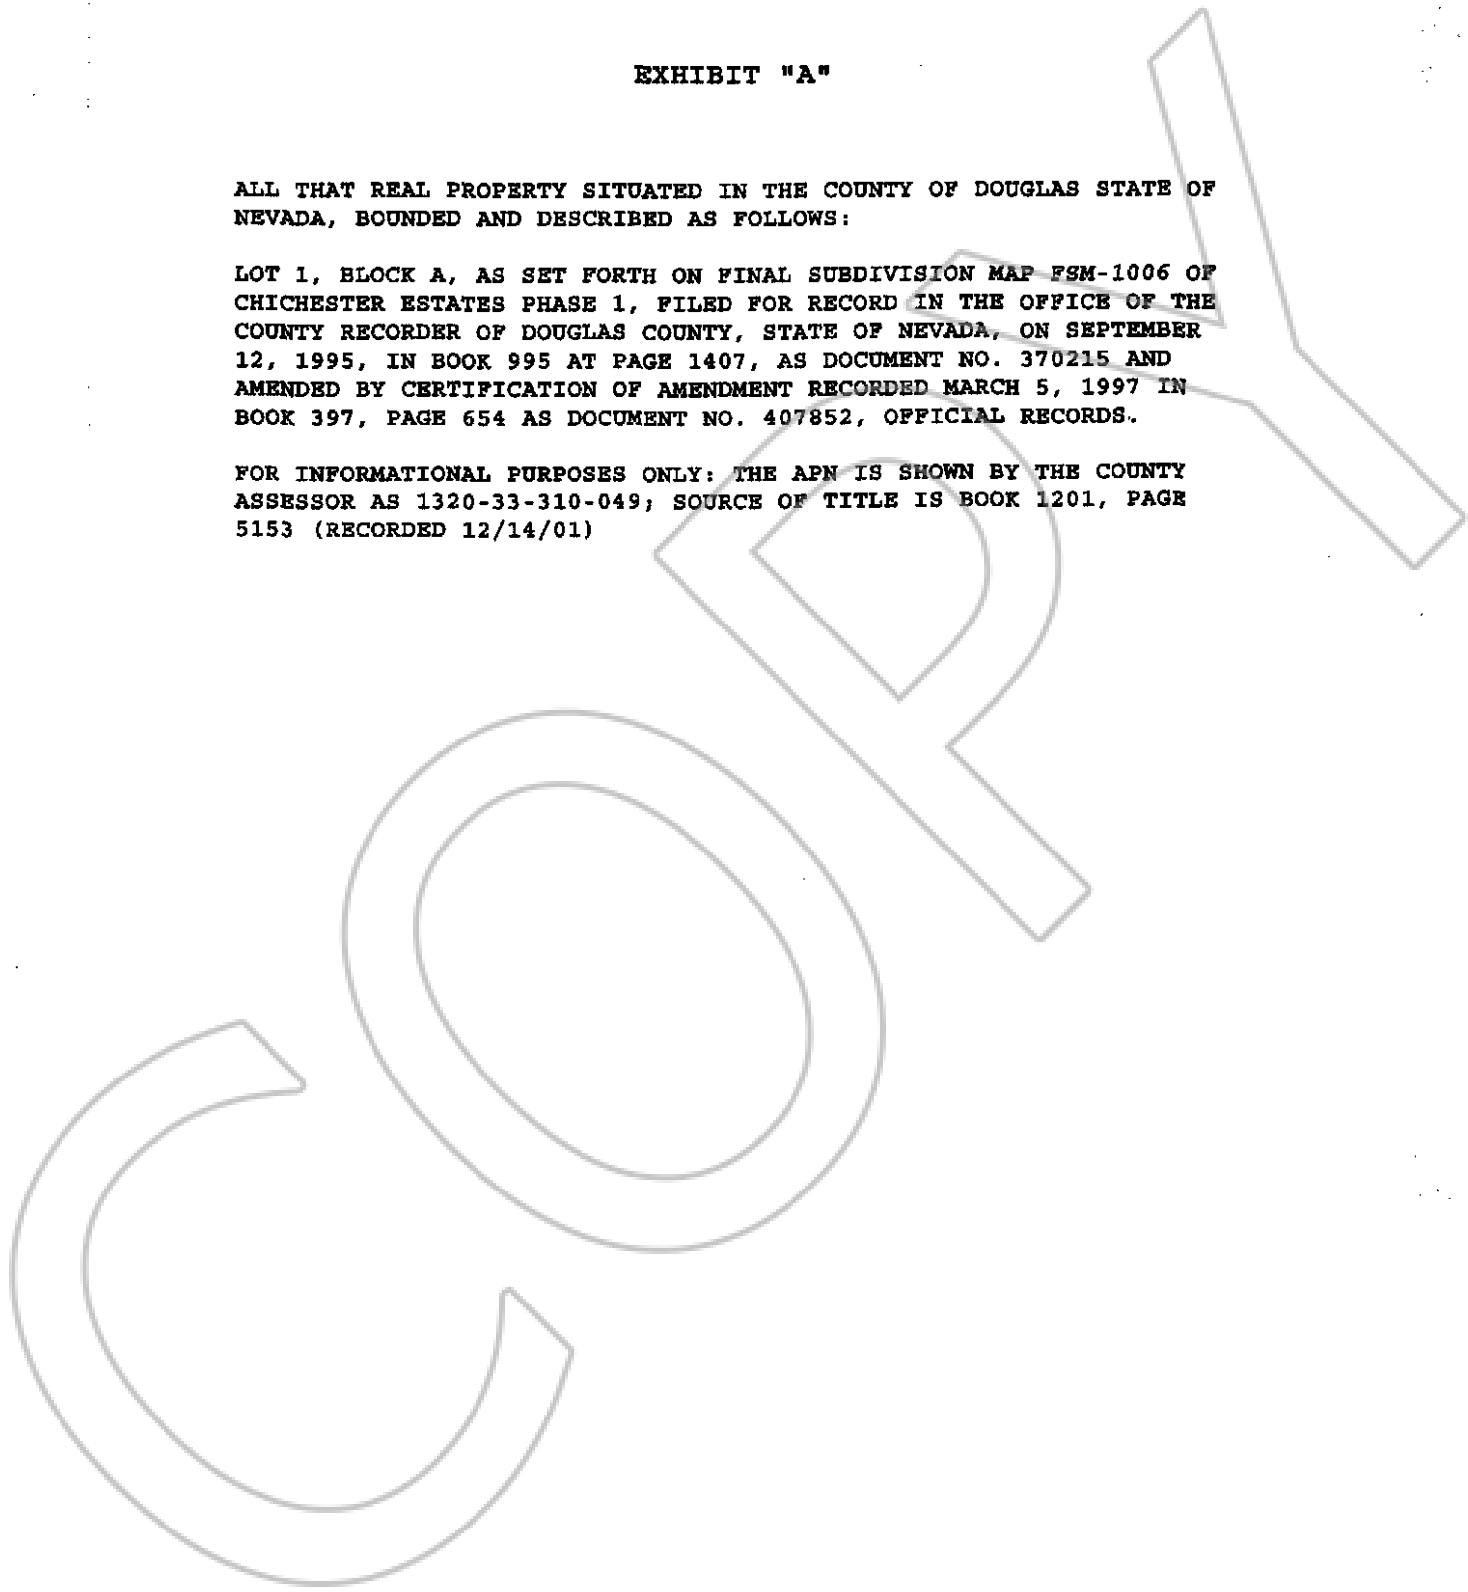 EXHIBIT "A"
ALL THAT REAL PROPERTY SITUATED IN THE COUNTY OF DOUGLAS STATE OF
NEVADA, BOUNDED AND DESCRIBED AS FOLLOWS:
LOT 1, BLOCK A, AS SET FORTH ON FINAL SUBDIVISION MAP FSM-1006 OF
CHICHESTER ESTATES PHASE 1, FILED FOR RECORD IN THE OFFICE OF THE
COUNTY RECORDER OF DOUGLAS COUNTY, STATE OF NEVADA, ON SEPTEMBER
12, 1995, IN BOOK 995 AT PAGE 1407, AS DOCUMENT NO. 370215 AND
AMENDED BY CERTIFICATION OF AMENDMENT RECORDED MARCH 5, 1997 IN
BOOK 397, PAGE 654 AS DOCUMENT NO. 407852, OFFICIAL RECORDS.
FOR INFORMATIONAL PURPOSES ONLY: THE APN IS SHOWN BY THE COUNTY
ASSESSOR AS 1320-33-310-049; SOURCE OF TITLE IS BOOK 1201, PAGE
5153 (RECORDED 12/14/01)
COPY